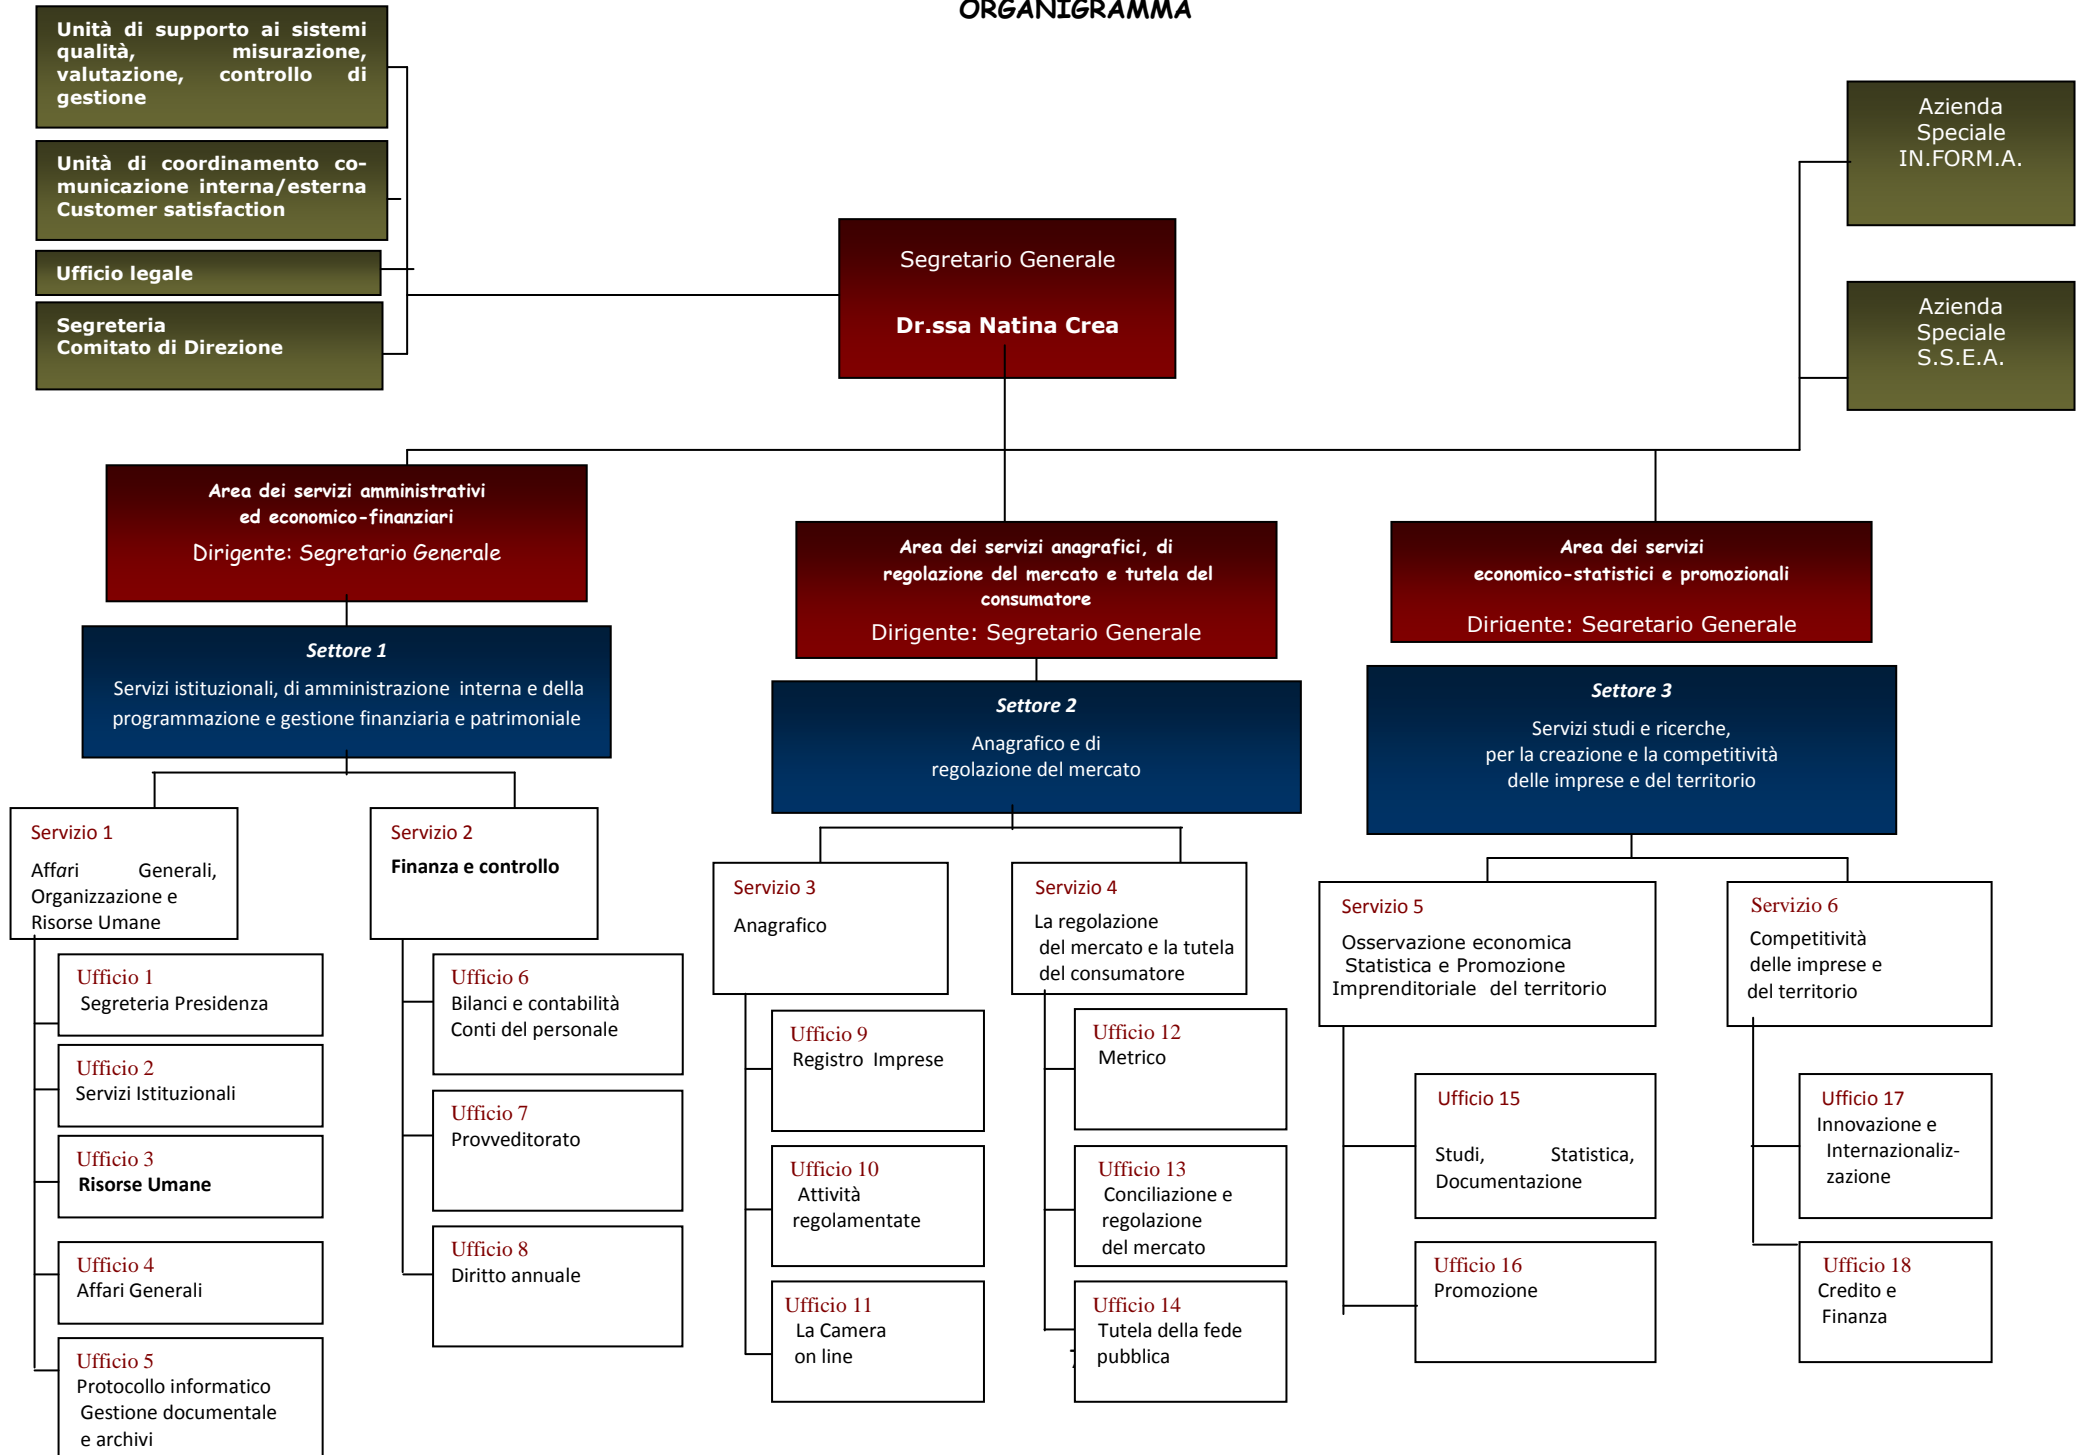 ORGANIGRAMMA
Unità di supporto ai sistemi
qualità, misurazione,
valutazione, controllo di
gestione
Unità di coordinamento co-
municazione interna/esterna
Customer satisfaction
Ufficio legale
Segreteria
Comitato di Direzione
Segretario Generale
Dr.ssa Natina Crea
Azienda
Speciale
IN.FORM.A.
Azienda
Speciale
S.S.E.A.
Area dei servizi amministrativi
ed economico-finanziari
Dirigente: Segretario Generale
Area dei servizi anagrafici, di
regolazione del mercato e tutela del
consumatore
Dirigente: Segretario Generale
Area dei servizi
economico-statistici e promozionali
Dirigente: Segretario Generale
Settore 1
Servizi istituzionali, di amministrazione interna e della
programmazione e gestione finanziaria e patrimoniale
Settore 2
Anagrafico e di
regolazione del mercato
Settore 3
Servizi studi e ricerche,
per la creazione e la competitività
delle imprese e del territorio
Servizio 1
Affari Generali,
Organizzazione e
Risorse Umane
Ufficio 1
Segreteria Presidenza
Ufficio 2
Servizi Istituzionali
Ufficio 3
Risorse Umane
Ufficio 4
Affari Generali
Ufficio 5
Protocollo informatico
Gestione documentale
e archivi
Servizio 2
Finanza e controllo
Ufficio 6
Bilanci e contabilità
Conti del personale
Ufficio 7
Provveditorato
Ufficio 8
Diritto annuale
Servizio 3
Anagrafico
Ufficio 9
Registro Imprese
Ufficio 10
Attività
regolamentate
Ufficio 11
La Camera
on line
Servizio 4
La regolazione
del mercato e la tutela
del consumatore
Ufficio 12
Metrico
Ufficio 13
Conciliazione e
regolazione
del mercato
Ufficio 14
Tutela della fede
pubblica
Servizio 5
Osservazione economica
Statistica e Promozione
Imprenditoriale del territorio
Ufficio 15
Studi, Statistica,
Documentazione
Ufficio 16
Promozione
Servizio 6
Competitività
delle imprese e
del territorio
Ufficio 17
Innovazione e
Internazionaliz-
zazione
Ufficio 18
Credito e
Finanza